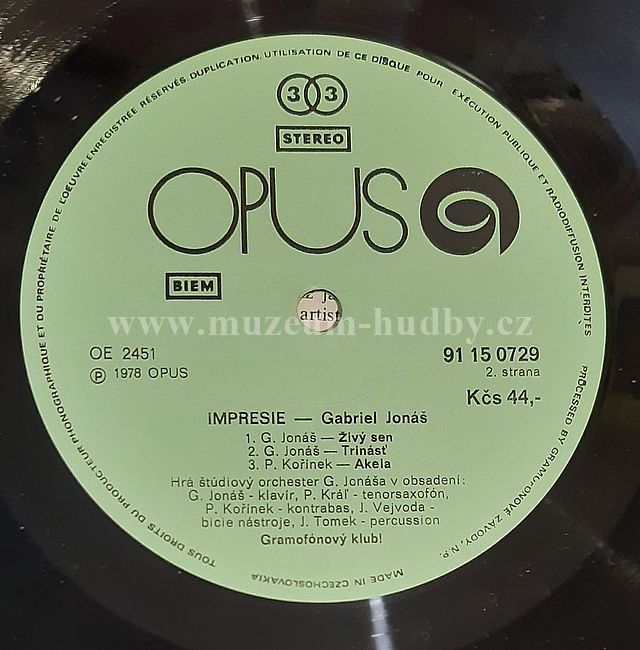 TOUS DROITS DU PRODUCTEUR PHONOGRAPHIQUE ET DU PROPRIÉTAIRE DE L'OEUVRE ENREGISTRÉE RÉSERVÉS. DUPLICATION, UTILISATION DE CE DISQUE POUR EXÉCUTION PUBLIQUE ET RADIODIFFUSION INTERDITES
PROCESSED BY GRAMO-ONOVÉ ZÁVODY, N.P.
MADE IN CZECHOSLOVAKIA
33
STEREO
OPUS
BIEM
artist
www.muzeum-hudby.cz
OE 2451
Ⓟ 1978 OPUS
91 15 0729
2. strana
Kčs 44,-
IMPRESIE — Gabriel Jonáš
1. G. Jonáš — Živý sen
2. G. Jonáš — Trinásť
3. P. Kořínek — Akela
Hrá štúdiový orchester G. Jonáša v obsadení:
G. Jonáš - klavír, P. Kráľ - tenorsaxofón,
P. Kořínek - kontrabas, J. Vejvoda -
bicie nástroje, J. Tomek - percussion
Gramofónový klub!